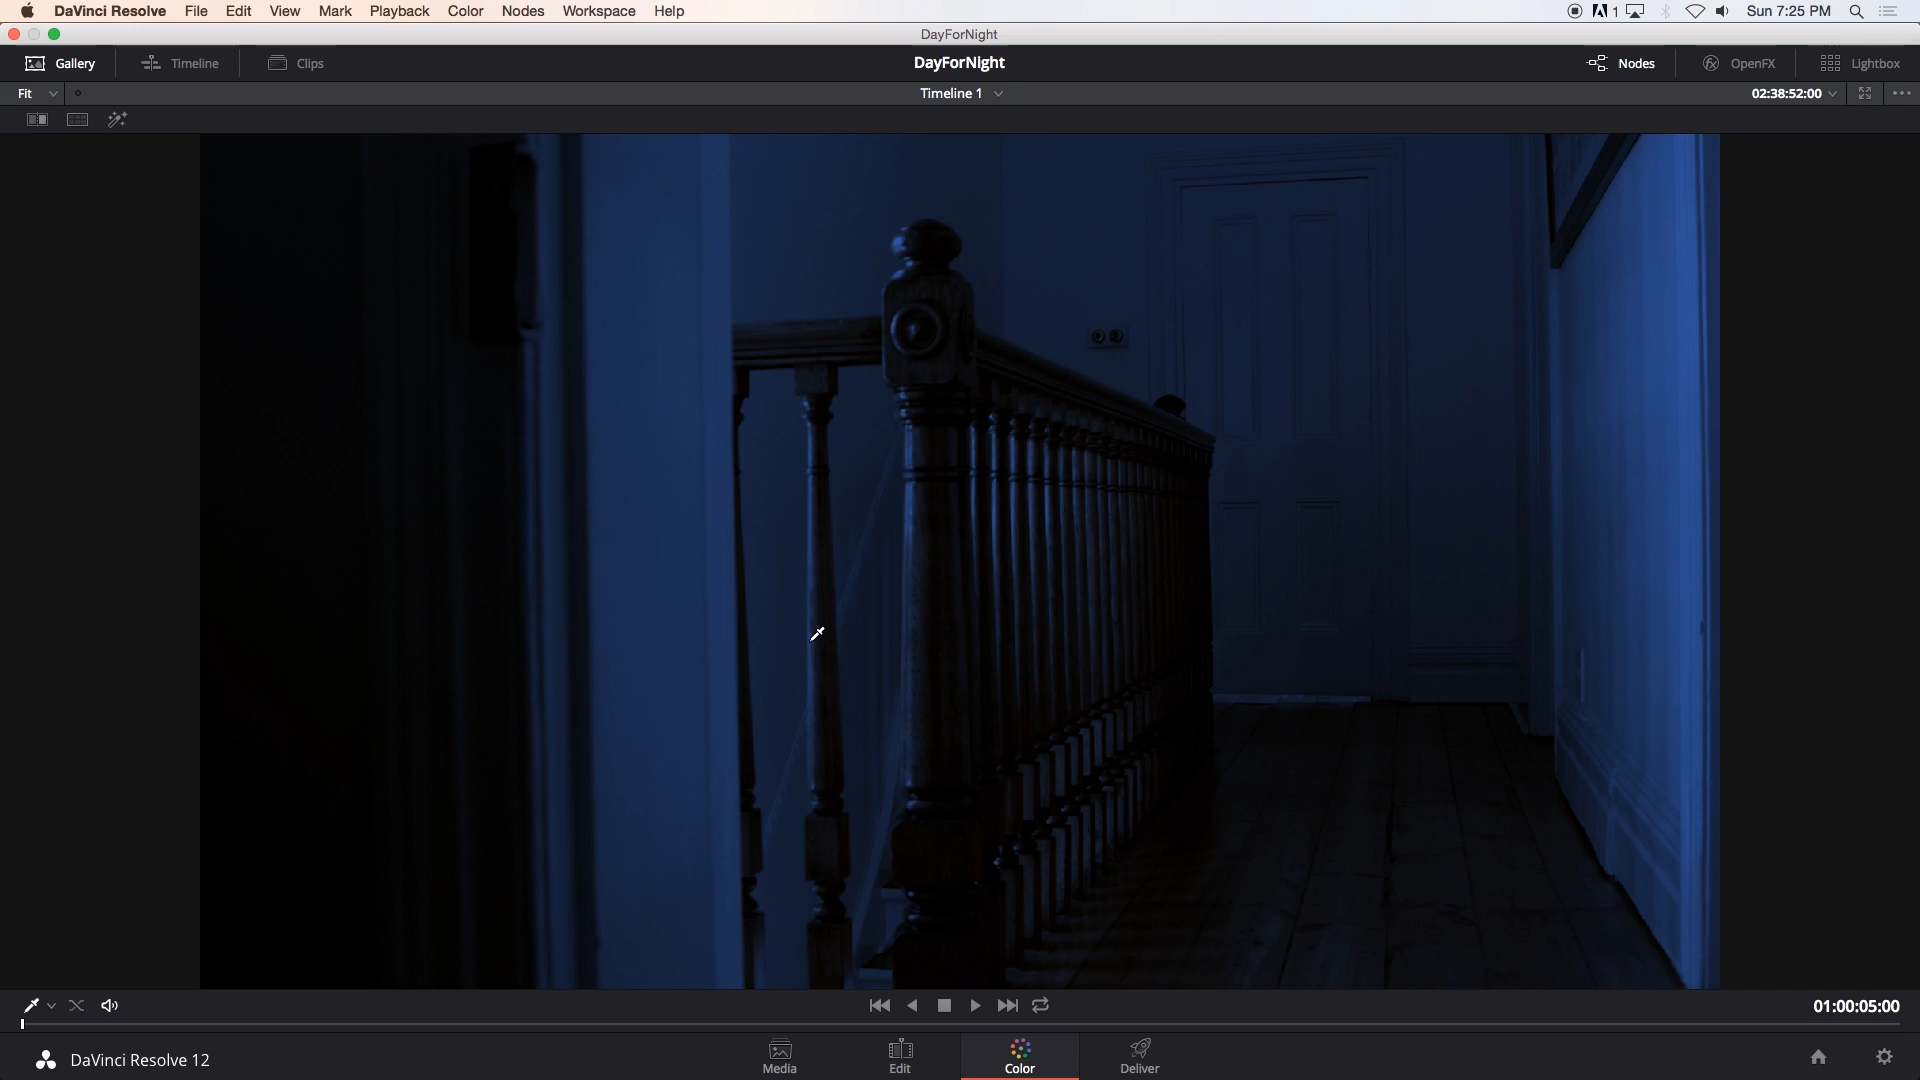 DaVinci Resolve File Edit View Mark Playback Color Nodes Workspace Help 1 Sun 7:25 PM
DayForNight
Gallery Timeline Clips DayForNight Nodes OpenFX Lightbox
Fit Timeline 1 02:38:52:00
01:00:05:00
DaVinci Resolve 12 Media Edit Color Deliver